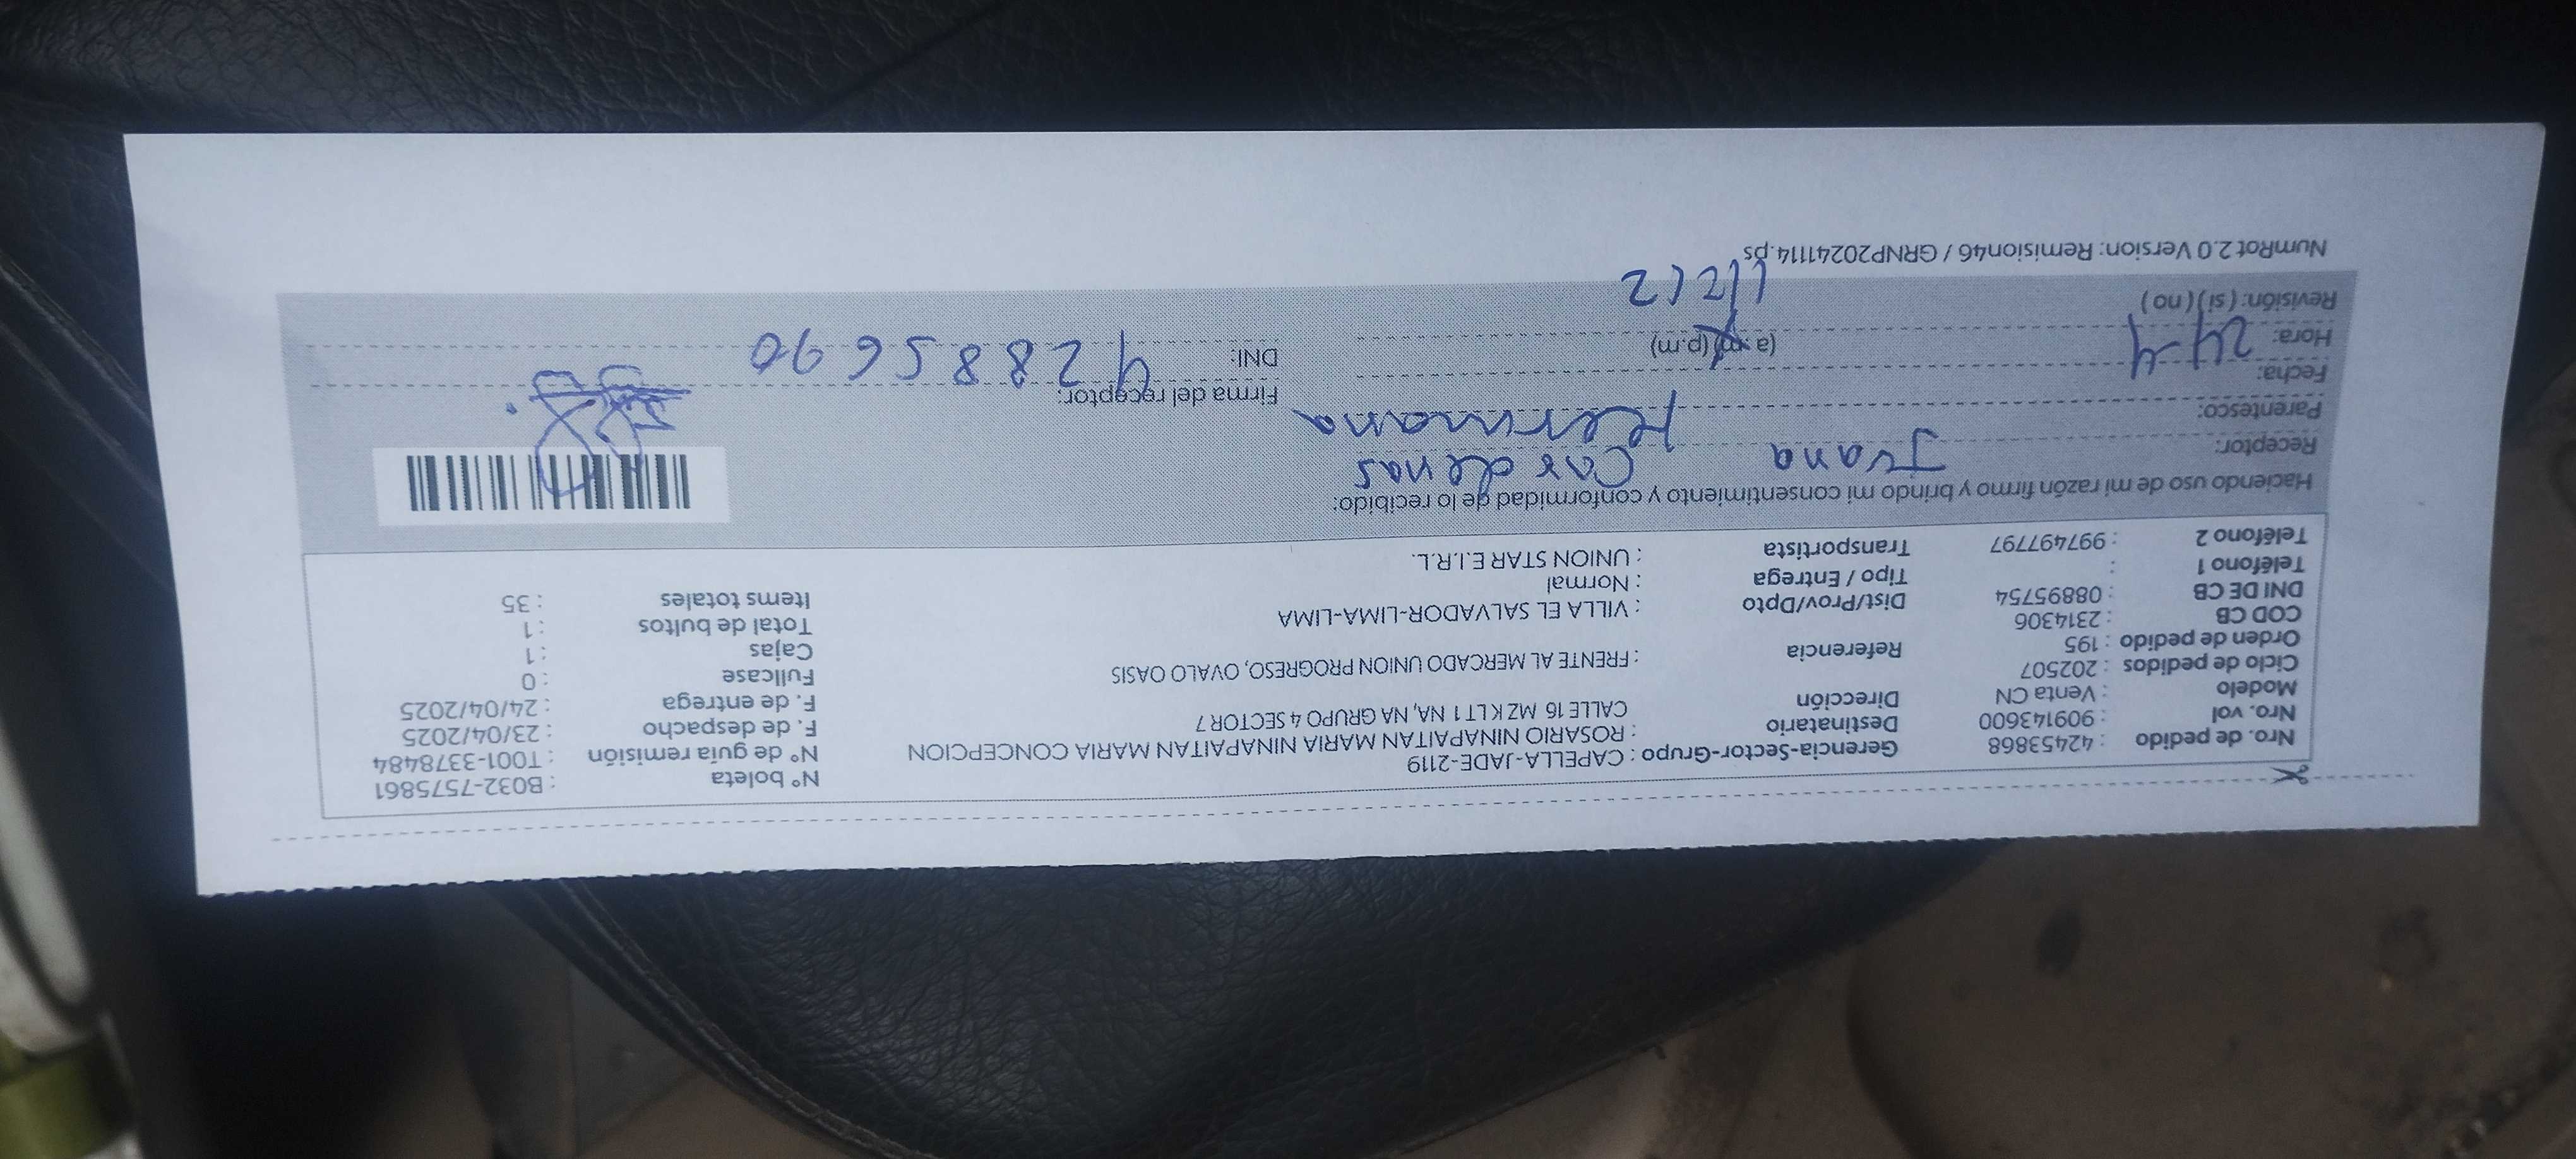 Nro. de pedido : 42453868 Gerencia-Sector-Grupo : CAPELLA-JADE-2119 N° boleta : B032-7575861
Nro. vol : 909143600 Destinatario : ROSARIO NINAPAITAN NINAPAITAN MARIA MARIA CONCEPCION N° de guía remisión : T001-3378484
Modelo : Venta CN Dirección CALLE 16 MZ K LT 1 NA, NA GRUPO 4 SECTOR 7 F. de despacho : 23/04/2025
Ciclo de pedidos : 202507 F. de entrega : 24/04/2025
Orden de pedido : 195 Referencia : FRENTE AL MERCADO UNION PROGRESO, OVALO OASIS Fullcase : 0
COD CB : 2314306 Cajas : 1
DNI DE CB : 08895754 Dist/Prov/Dpto : VILLA EL SALVADOR-LIMA-LIMA Total de bultos : 1
Teléfono 1 : Tipo / Entrega : Normal Items totales : 35
Teléfono 2 : 997497797 Transportista : UNION STAR E.I.R.L.
Haciendo uso de mi razón firmo y brindo mi consentimiento y conformidad de lo recibido:
Receptor: Juana Cardenas
Parentesco: Hermana
Fecha: 24-4 Firma del receptor:
Hora: (a.m) (p.m) DNI: 42885690
Revisión: ( si ) ( no )
NumRot 2.0 Version: Remision46 / GRNP20241114.ps